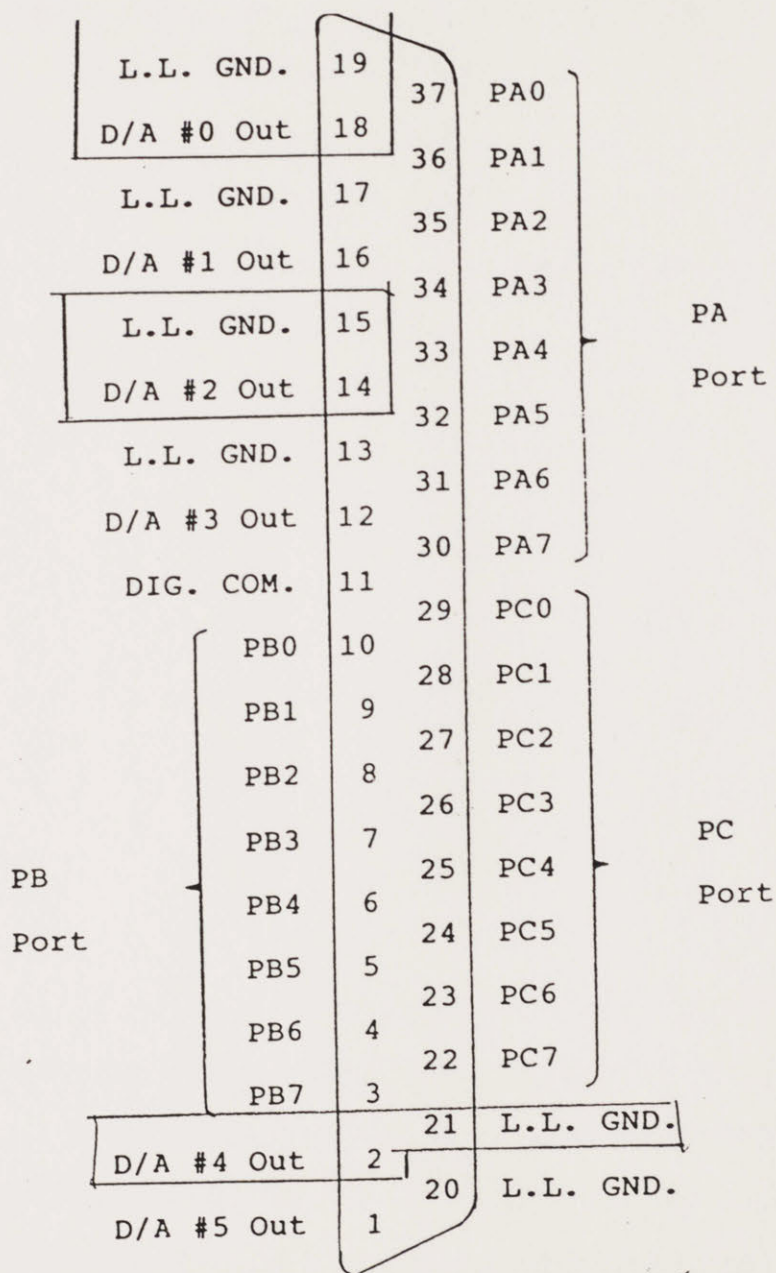 L.L. GND. 19
37 PA0
D/A #0 Out 18
36 PA1
L.L. GND. 17
35 PA2
D/A #1 Out 16
34 PA3
L.L. GND. 15
PA
Port
33 PA4
D/A #2 Out 14
32 PA5
L.L. GND. 13
31 PA6
D/A #3 Out 12
30 PA7
DIG. COM. 11
29 PC0
PB0 10
28 PC1
PB1 9
27 PC2
PB2 8
26 PC3
PB3 7
PC
Port
25 PC4
PB
Port
PB4 6
24 PC5
PB5 5
23 PC6
PB6 4
22 PC7
PB7 3
21 L.L. GND.
D/A #4 Out 2
20 L.L. GND.
D/A #5 Out 1